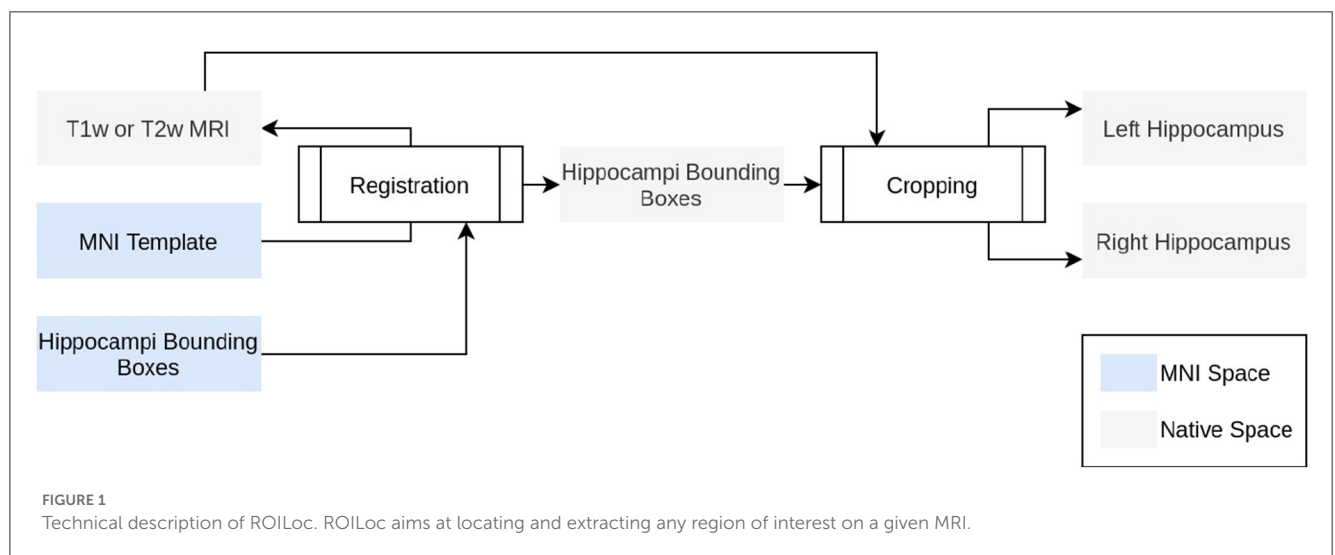 T1w or T2w MRI
MNI Template
Hippocampi Bounding
Boxes
Registration
Hippocampi Bounding
Boxes
Cropping
Left Hippocampus
Right Hippocampus
MNI Space
Native Space
FIGURE 1
Technical description of ROILoc. ROILoc aims at locating and extracting any region of interest on a given MRI.